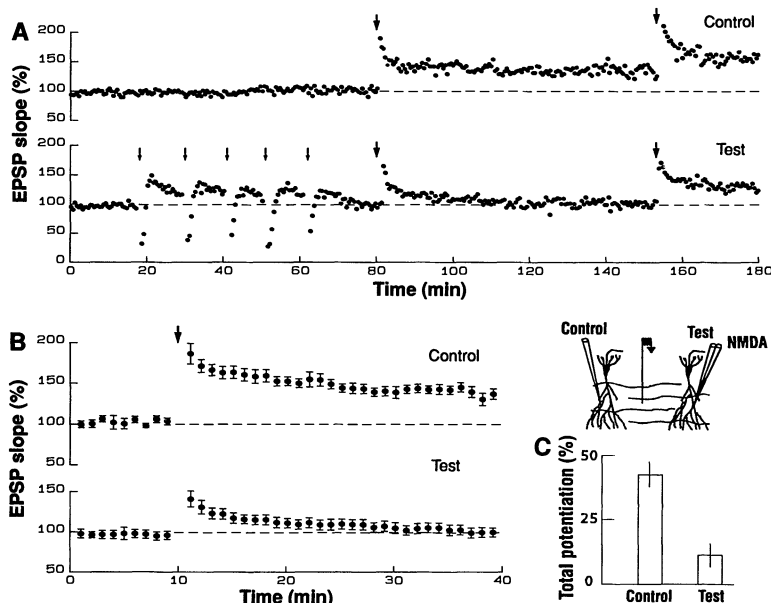 A
EPSP slope (%)
200
150
100
50
Control
200
150
100
50
0
Test
0 20 40 60 80 100 120 140 160 180
Time (min)
B
EPSP slope (%)
200
150
100
50
Control
150
100
50
Test
0 10 20 30 40
Time (min)
Control Test NMDA
C
Total potentiation (%)
50
25
0
Control Test